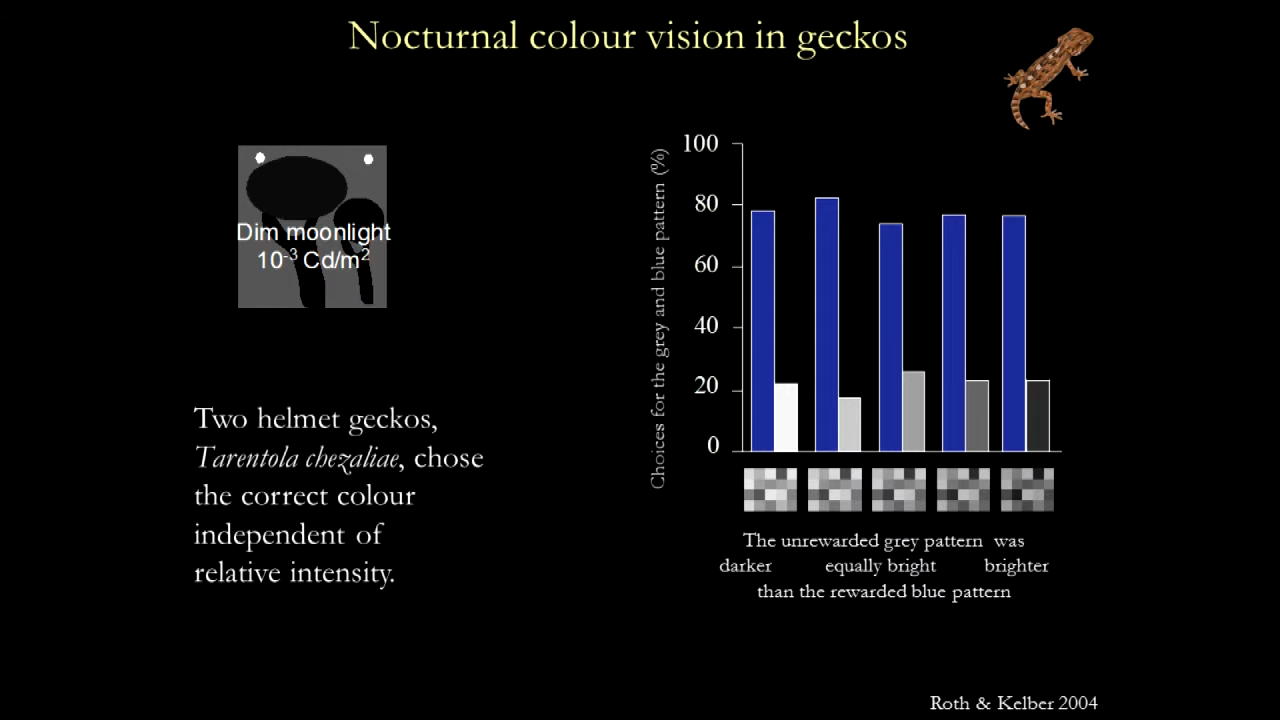 Nocturnal colour vision in geckos
Dim moonlight
10⁻³ Cd/m²
Two helmet geckos,
Tarentola chezaliae, chose
the correct colour
independent of
relative intensity.
Choices for the grey and blue pattern (%)
100
80
60
40
20
0
The unrewarded grey pattern was
darker equally bright brighter
than the rewarded blue pattern
Roth & Kelber 2004